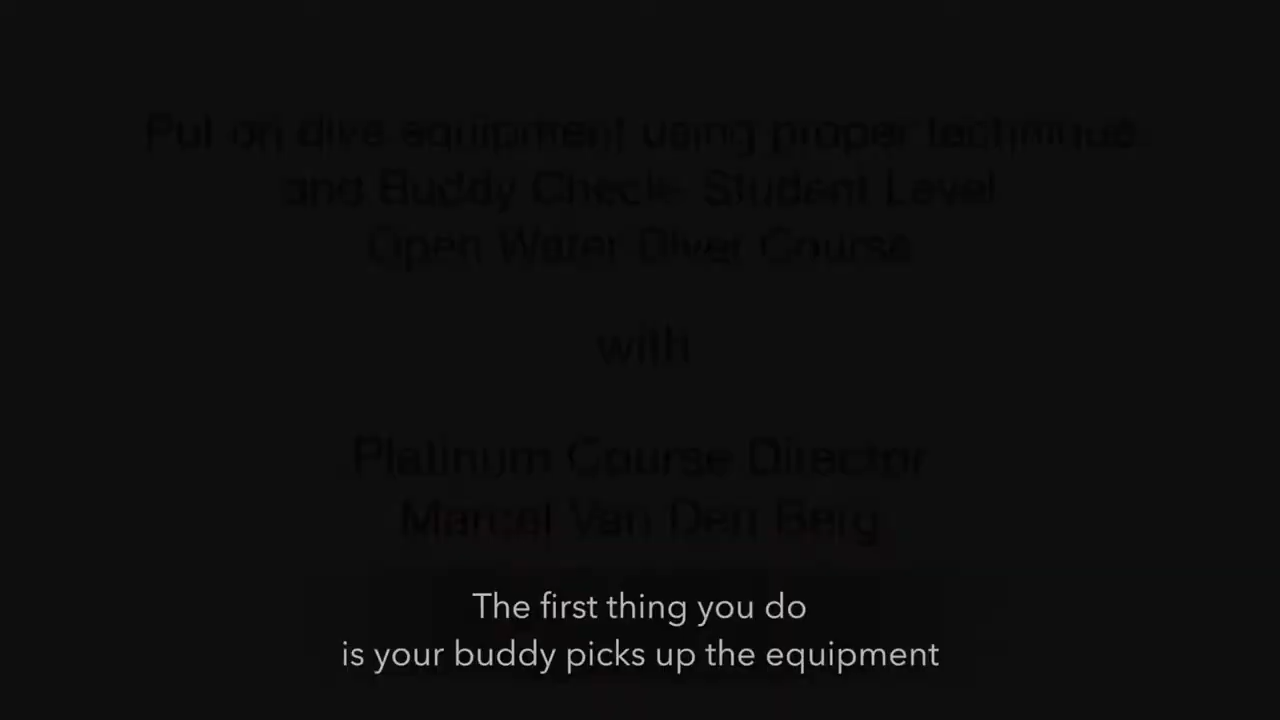 Put on dive equipment using proper technique
and Buddy Check- Student Level
Open Water Diver Course
with
Platinum Course Director
Marcel Van Den Berg
The first thing you do
is your buddy picks up the equipment